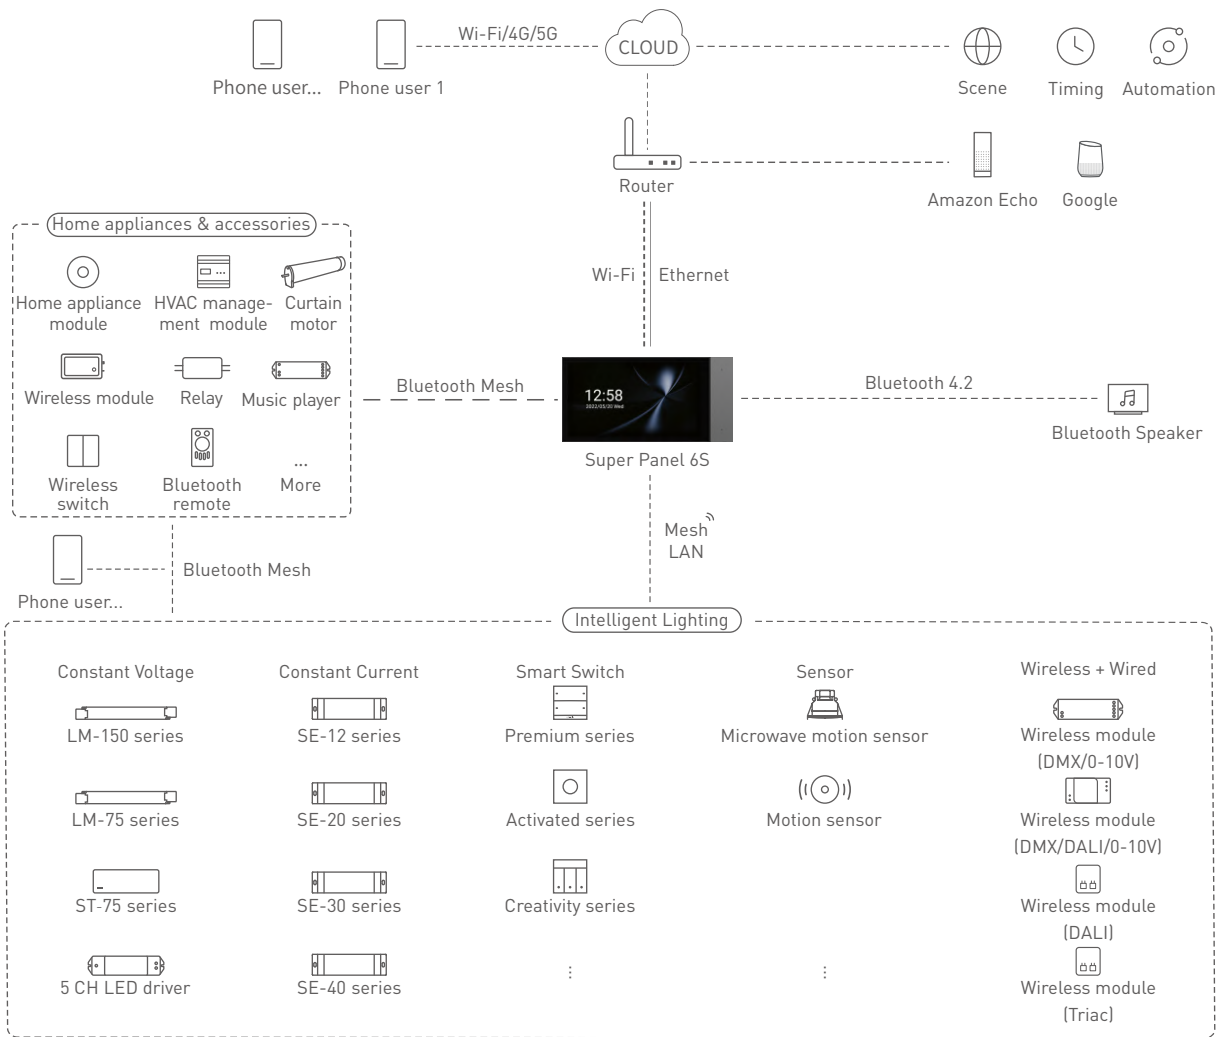 Wi-Fi/4G/5G
CLOUD
Phone user...
Phone user 1
Scene
Timing
Automation
Router
Amazon Echo
Google
Home appliances & accessories
Home appliance
module
HVAC manage-
ment module
Curtain
motor
Wireless module
Relay
Music player
Wireless
switch
Bluetooth
remote
...
More
Wi-Fi
Ethernet
Bluetooth Mesh
12:58
2022/03/30 Wed
Super Panel 6S
Bluetooth 4.2
Bluetooth Speaker
Mesh
LAN
Phone user...
Bluetooth Mesh
Intelligent Lighting
Constant Voltage
LM-150 series
LM-75 series
ST-75 series
5 CH LED driver
Constant Current
SE-12 series
SE-20 series
SE-30 series
SE-40 series
Smart Switch
Premium series
Activated series
Creativity series
⋮
Sensor
Microwave motion sensor
Motion sensor
⋮
Wireless + Wired
Wireless module
(DMX/0-10V)
Wireless module
(DMX/DALI/0-10V)
Wireless module
(DALI)
Wireless module
(Triac)